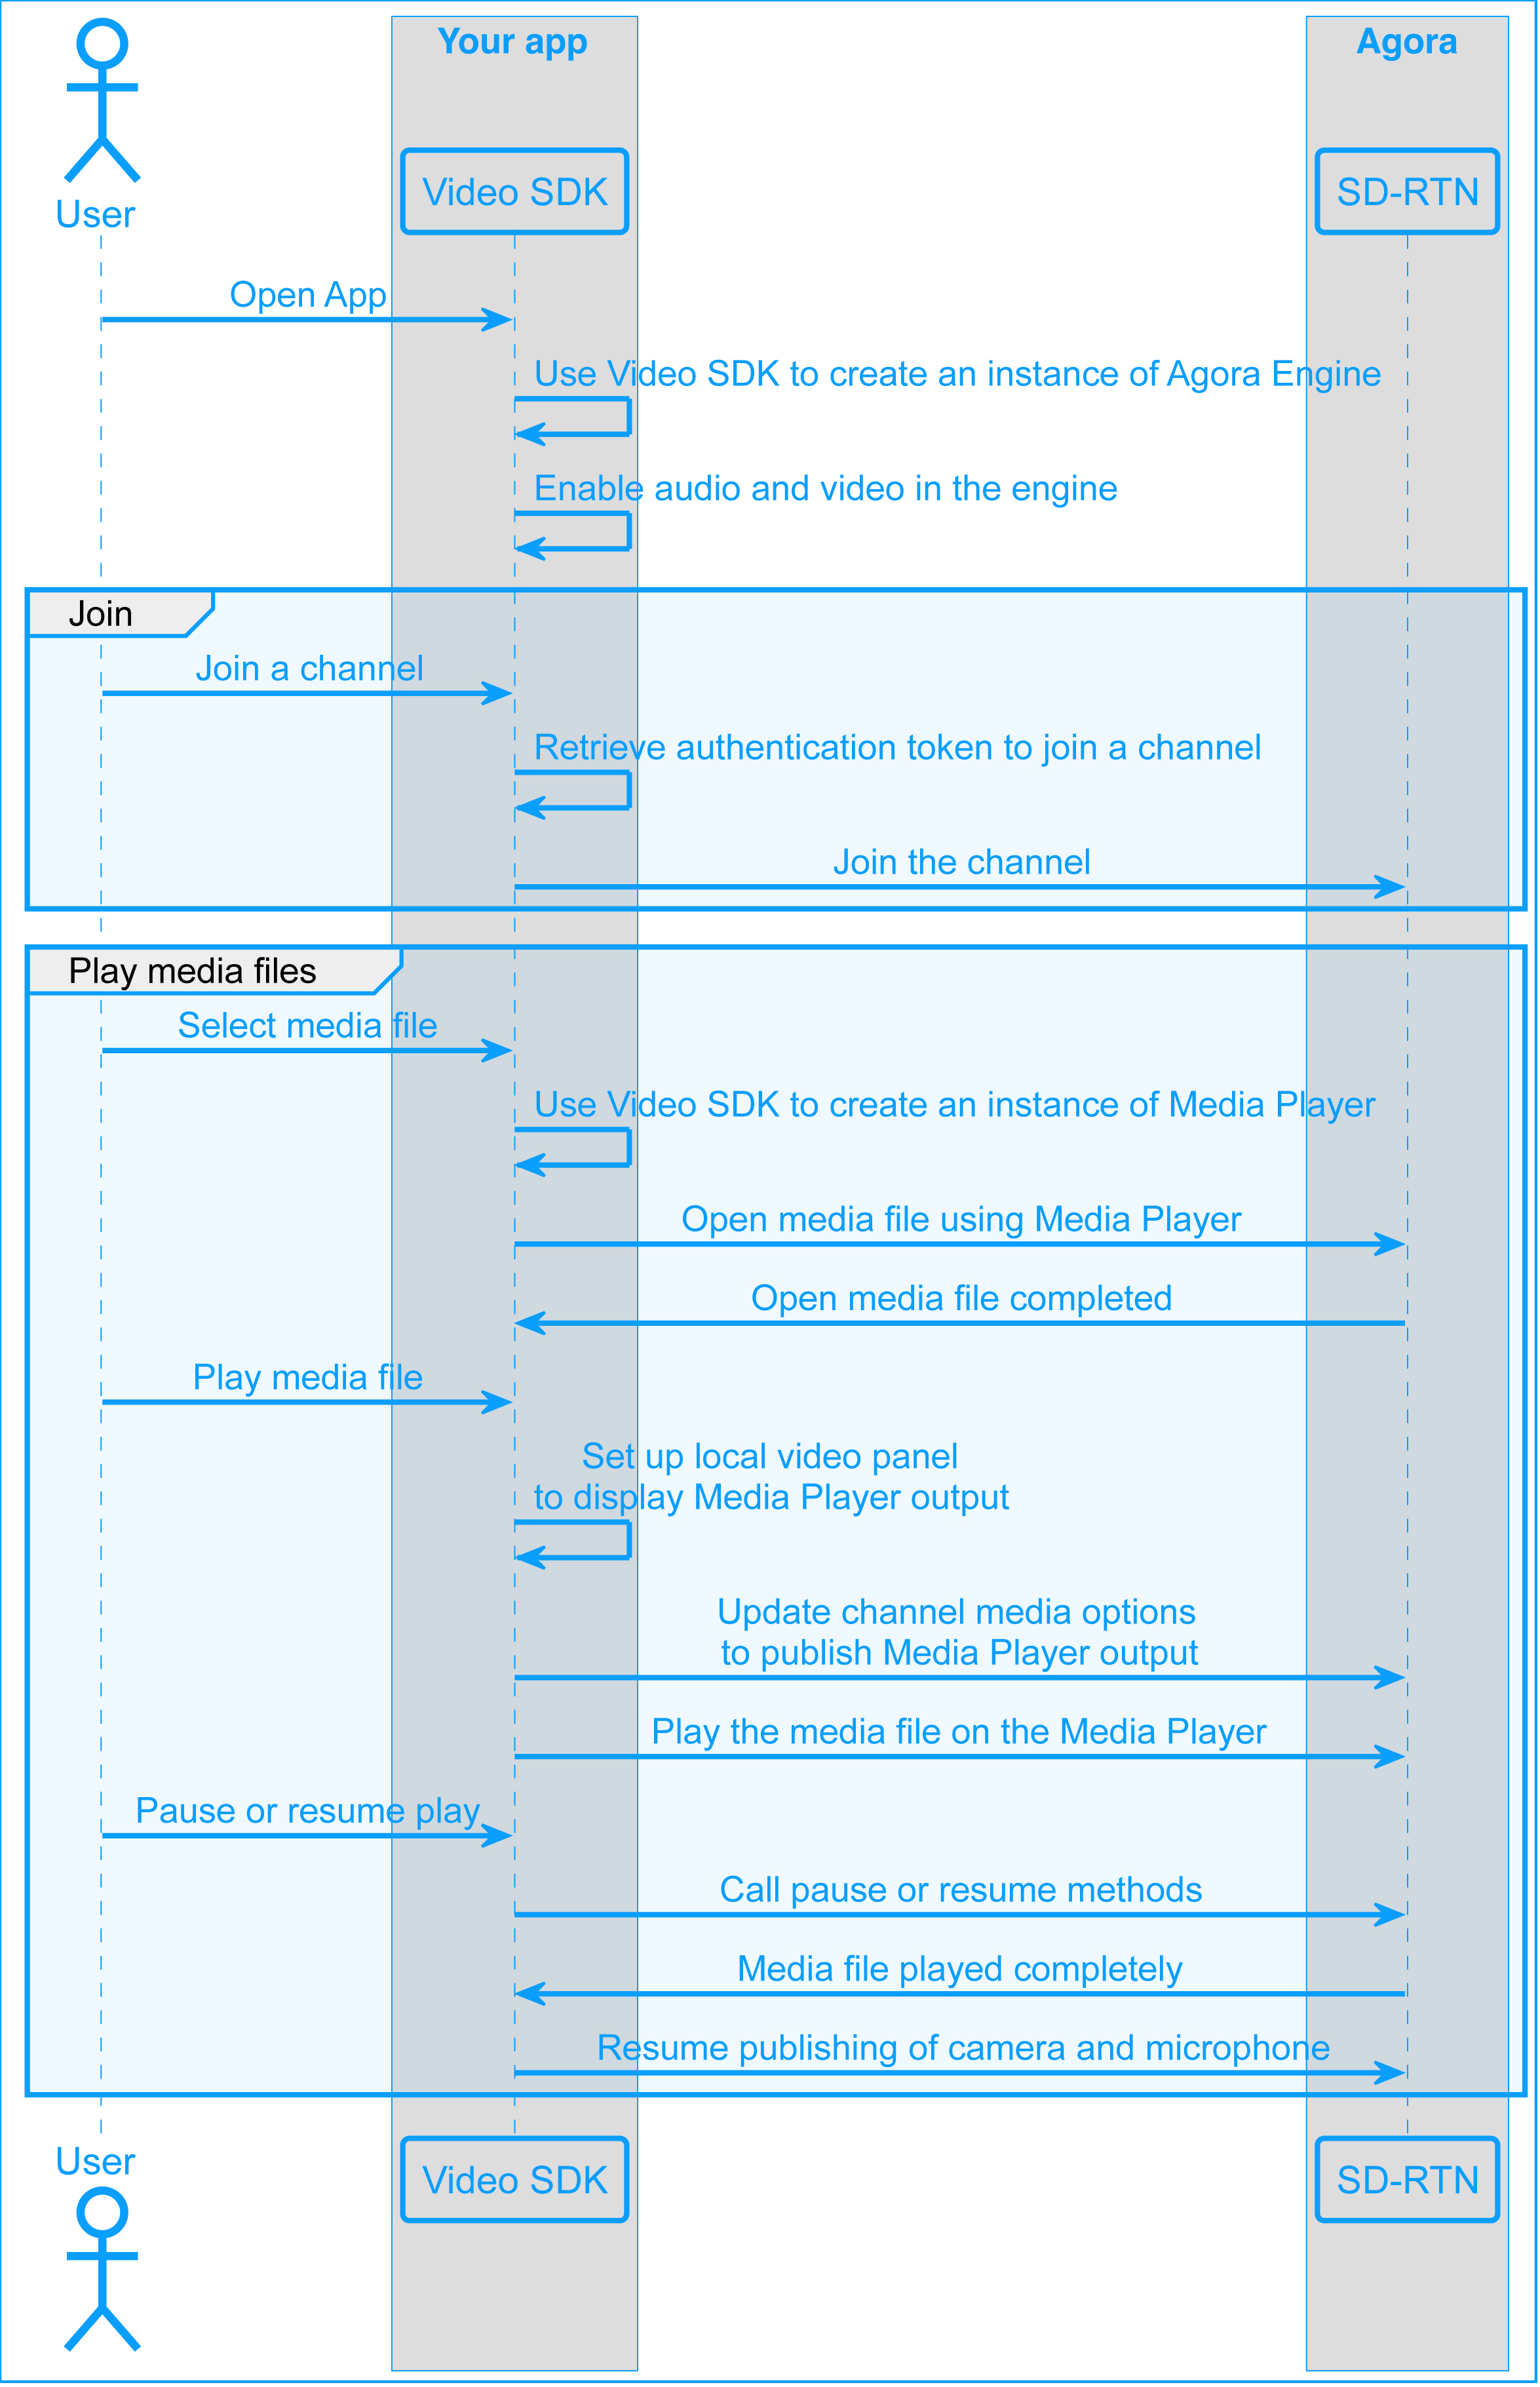 Your app
Agora
User
Video SDK
SD-RTN
Open App
Use Video SDK to create an instance of Agora Engine
Enable audio and video in the engine
Join
Join a channel
Retrieve authentication token to join a channel
Join the channel
Play media files
Select media file
Use Video SDK to create an instance of Media Player
Open media file using Media Player
Open media file completed
Play media file
Set up local video panel
to display Media Player output
Update channel media options
to publish Media Player output
Play the media file on the Media Player
Pause or resume play
Call pause or resume methods
Media file played completely
Resume publishing of camera and microphone
User
Video SDK
SD-RTN